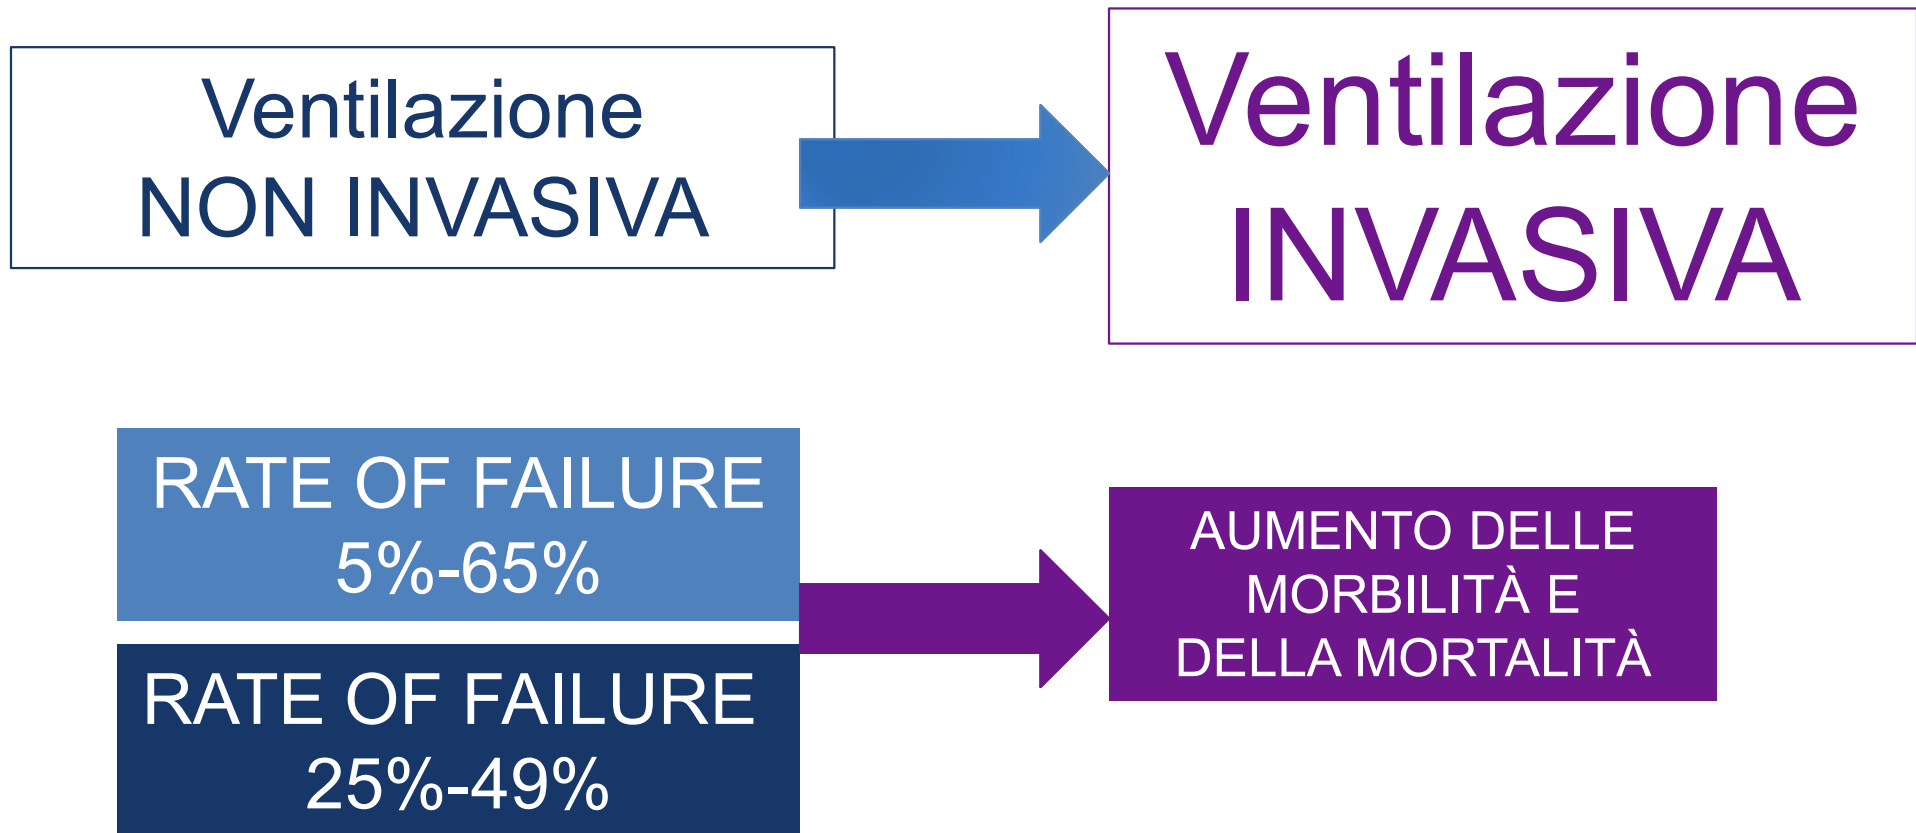 Ventilazione
NON INVASIVA
Ventilazione
INVASIVA
RATE OF FAILURE
5%-65%
RATE OF FAILURE
25%-49%
AUMENTO DELLE
MORBILITÀ E
DELLA MORTALITÀ